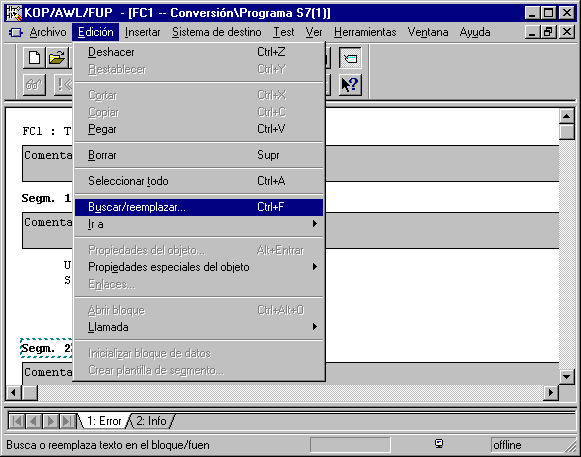 KOP/AWL/FUP - [FC1 -- Conversión\Programa S7(1)]
Archivo Edición Insertar Sistema de destino Test Ver Herramientas Ventana Ayuda
Deshacer Ctrl+Z
Restablecer Ctrl+Y
Cortar Ctrl+X
Copiar Ctrl+C
Pegar Ctrl+V
Borrar Supr
Seleccionar todo Ctrl+A
Buscar/reemplazar... Ctrl+F
Ir a
Propiedades del objeto... Alt+Entrar
Propiedades especiales del objeto
Enlaces...
Abrir bloque Ctrl+Alt+O
Llamada
Inicializar bloque de datos
Crear plantilla de segmento...
FC1 : T
Comenta
Segm. 1
Comenta
U
S
Segm. 2
Comenta
1: Error 2: Info
Busca o reemplaza texto en el bloque/fuen offline